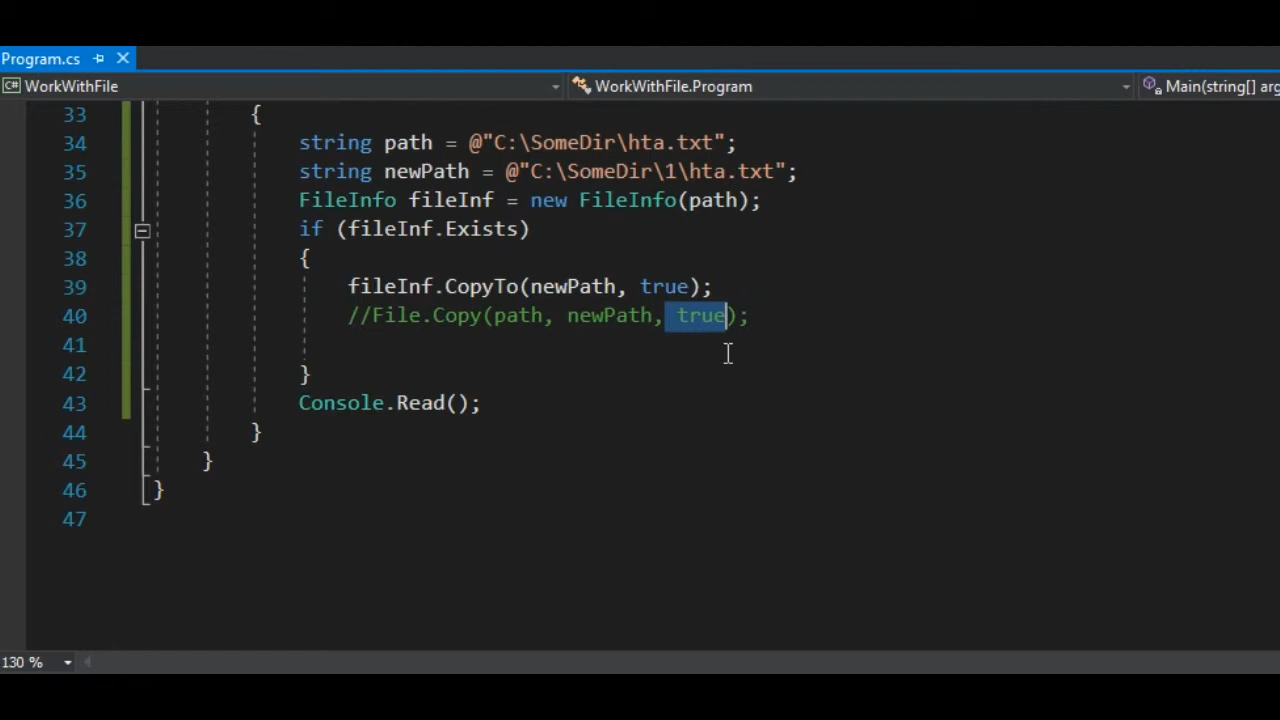 Program.cs
WorkWithFile WorkWithFile.Program Main(string[] arg
33 {
34 string path = @"C:\SomeDir\hta.txt";
35 string newPath = @"C:\SomeDir\1\hta.txt";
36 FileInfo fileInf = new FileInfo(path);
37 if (fileInf.Exists)
38 {
39 fileInf.CopyTo(newPath, true);
40 //File.Copy(path, newPath, true);
41
42 }
43 Console.Read();
44 }
45 }
46 }
47
130 %